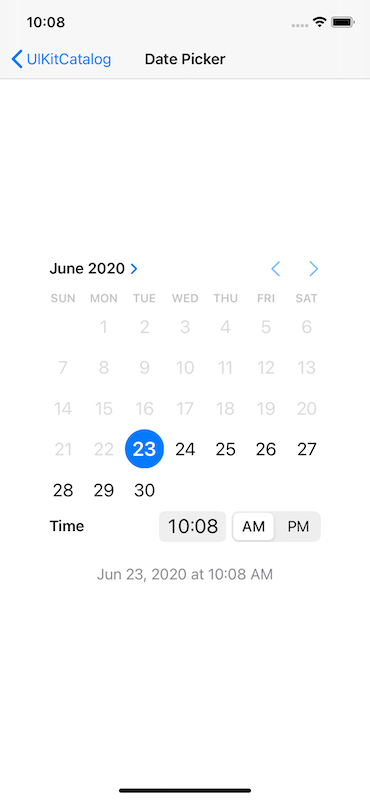 10:08
UIKitCatalog Date Picker
June 2020
SUN MON TUE WED THU FRI SAT
1 2 3 4 5 6
7 8 9 10 11 12 13
14 15 16 17 18 19 20
21 22 23 24 25 26 27
28 29 30
Time 10:08 AM PM
Jun 23, 2020 at 10:08 AM